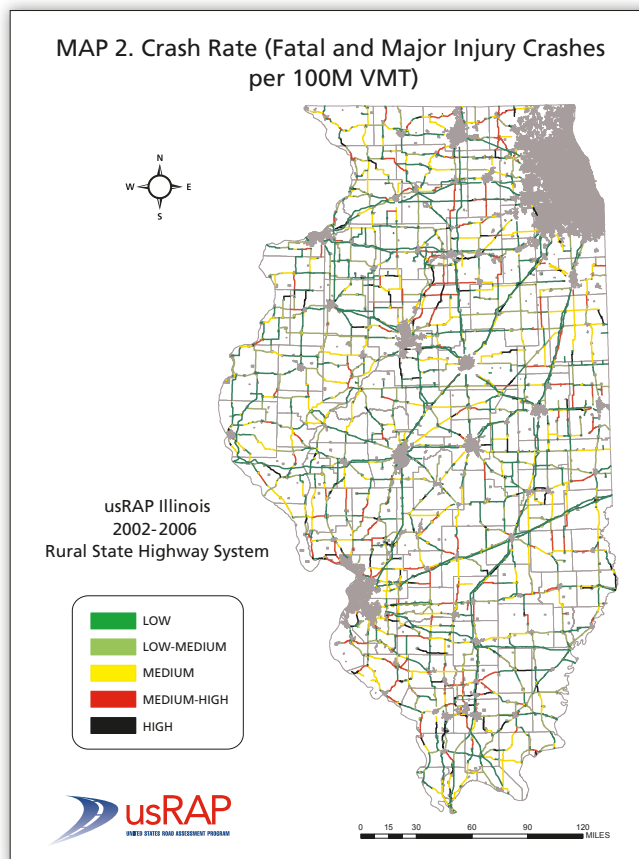 MAP 2. Crash Rate (Fatal and Major Injury Crashes
per 100M VMT)
N
W E
S
usRAP Illinois
2002-2006
Rural State Highway System
LOW
LOW-MEDIUM
MEDIUM
MEDIUM-HIGH
HIGH
usRAP
UNITED STATES ROAD ASSESSMENT PROGRAM
0 15 30 60 90 120
MILES